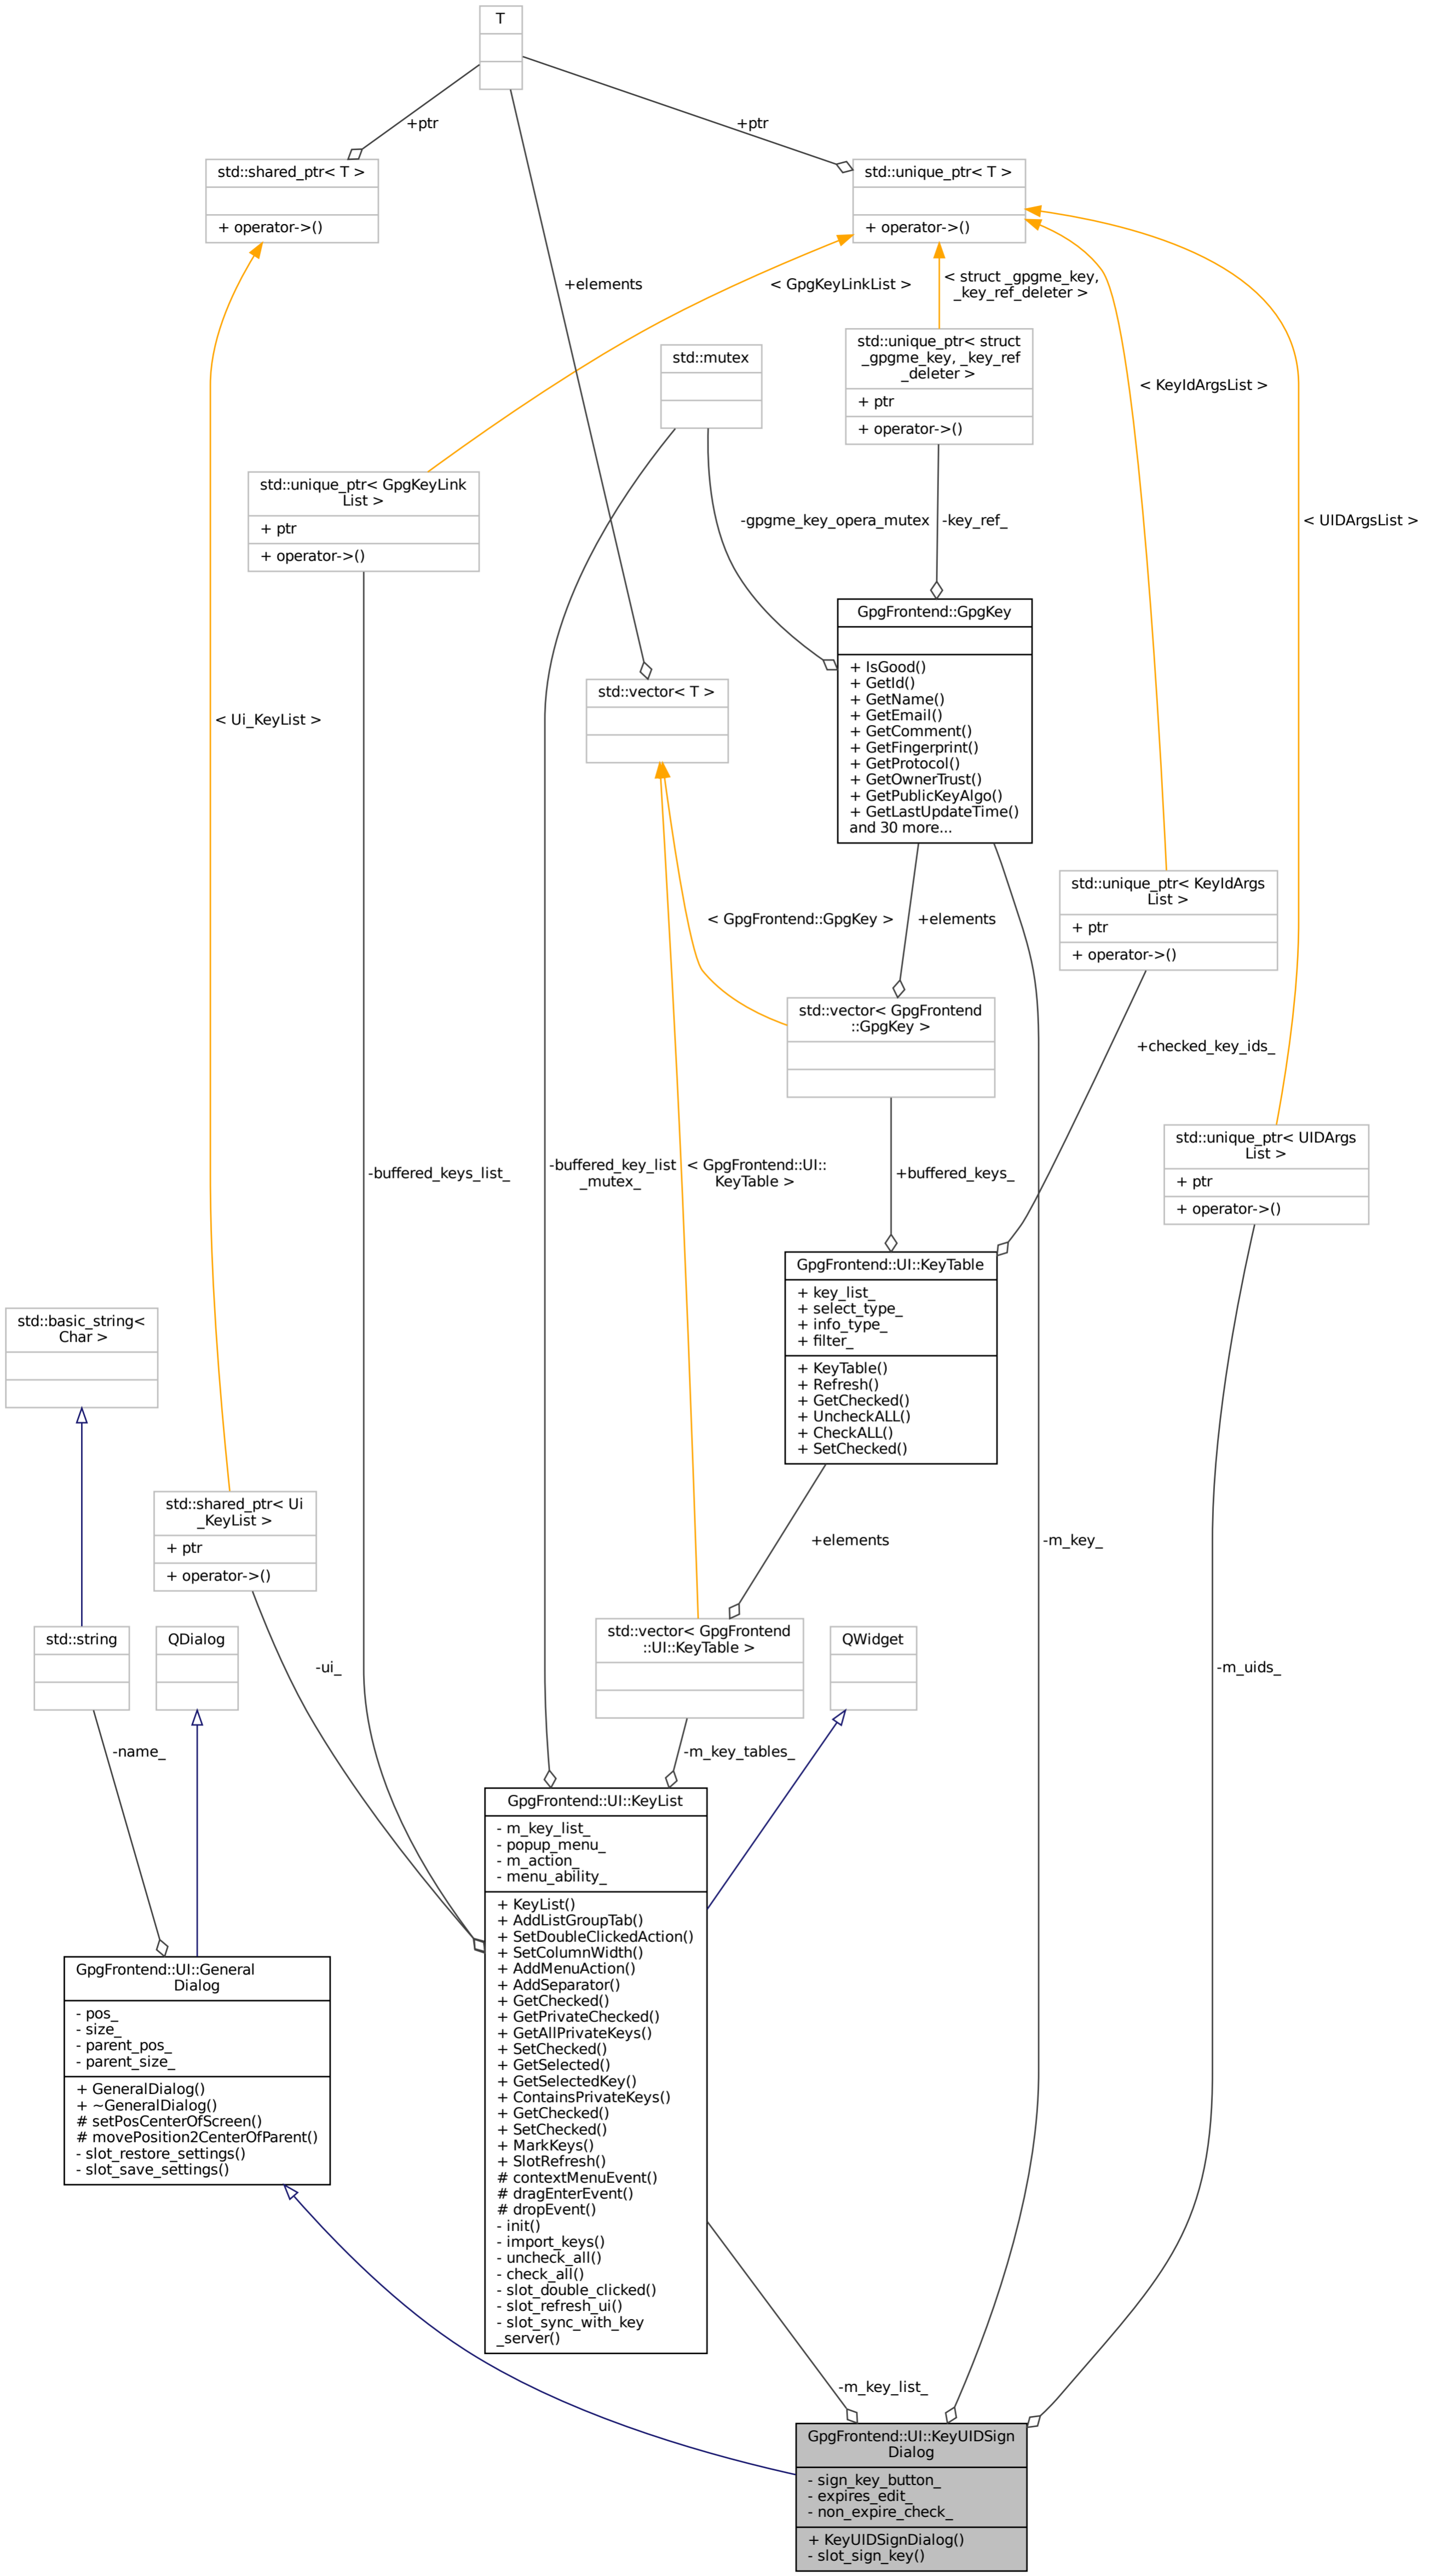 T
+ptr
+ptr
std::shared_ptr< T >
+ operator->()
std::unique_ptr< T >
+ operator->()
+elements
< GpgKeyLinkList >
< struct _gpgme_key,
_key_ref_deleter >
std::mutex
std::unique_ptr< struct
_gpgme_key, _key_ref
_deleter >
+ ptr
+ operator->()
< KeyIdArgsList >
std::unique_ptr< GpgKeyLink
List >
+ ptr
+ operator->()
-gpgme_key_opera_mutex
-key_ref_
< UIDArgsList >
GpgFrontend::GpgKey
+ IsGood()
+ GetId()
+ GetName()
+ GetEmail()
+ GetComment()
+ GetFingerprint()
+ GetProtocol()
+ GetOwnerTrust()
+ GetPublicKeyAlgo()
+ GetLastUpdateTime()
and 30 more...
std::vector< T >
< Ui_KeyList >
std::unique_ptr< KeyIdArgs
List >
+ ptr
+ operator->()
< GpgFrontend::GpgKey >
+elements
std::vector< GpgFrontend
::GpgKey >
+checked_key_ids_
std::unique_ptr< UIDArgs
List >
+ ptr
+ operator->()
-buffered_keys_list_
-buffered_key_list
_mutex_
< GpgFrontend::UI::
KeyTable >
+buffered_keys_
GpgFrontend::UI::KeyTable
+ key_list_
+ select_type_
+ info_type_
+ filter_
+ KeyTable()
+ Refresh()
+ GetChecked()
+ UncheckALL()
+ CheckALL()
+ SetChecked()
std::basic_string<
Char >
std::shared_ptr< Ui
_KeyList >
+ ptr
+ operator->()
+elements
-m_key_
std::string
QDialog
-ui_
std::vector< GpgFrontend
::UI::KeyTable >
QWidget
-m_uids_
-name_
-m_key_tables_
GpgFrontend::UI::KeyList
- m_key_list_
- popup_menu_
- m_action_
- menu_ability_
+ KeyList()
+ AddListGroupTab()
+ SetDoubleClickedAction()
+ SetColumnWidth()
+ AddMenuAction()
+ AddSeparator()
+ GetChecked()
+ GetPrivateChecked()
+ GetAllPrivateKeys()
+ SetChecked()
+ GetSelected()
+ GetSelectedKey()
+ ContainsPrivateKeys()
+ GetChecked()
+ SetChecked()
+ MarkKeys()
+ SlotRefresh()
# contextMenuEvent()
# dragEnterEvent()
# dropEvent()
- init()
- import_keys()
- uncheck_all()
- check_all()
- slot_double_clicked()
- slot_refresh_ui()
- slot_sync_with_key
_server()
GpgFrontend::UI::General
Dialog
- pos_
- size_
- parent_pos_
- parent_size_
+ GeneralDialog()
+ ~GeneralDialog()
# setPosCenterOfScreen()
# movePosition2CenterOfParent()
- slot_restore_settings()
- slot_save_settings()
-m_key_list_
GpgFrontend::UI::KeyUIDSign
Dialog
- sign_key_button_
- expires_edit_
- non_expire_check_
+ KeyUIDSignDialog()
- slot_sign_key()